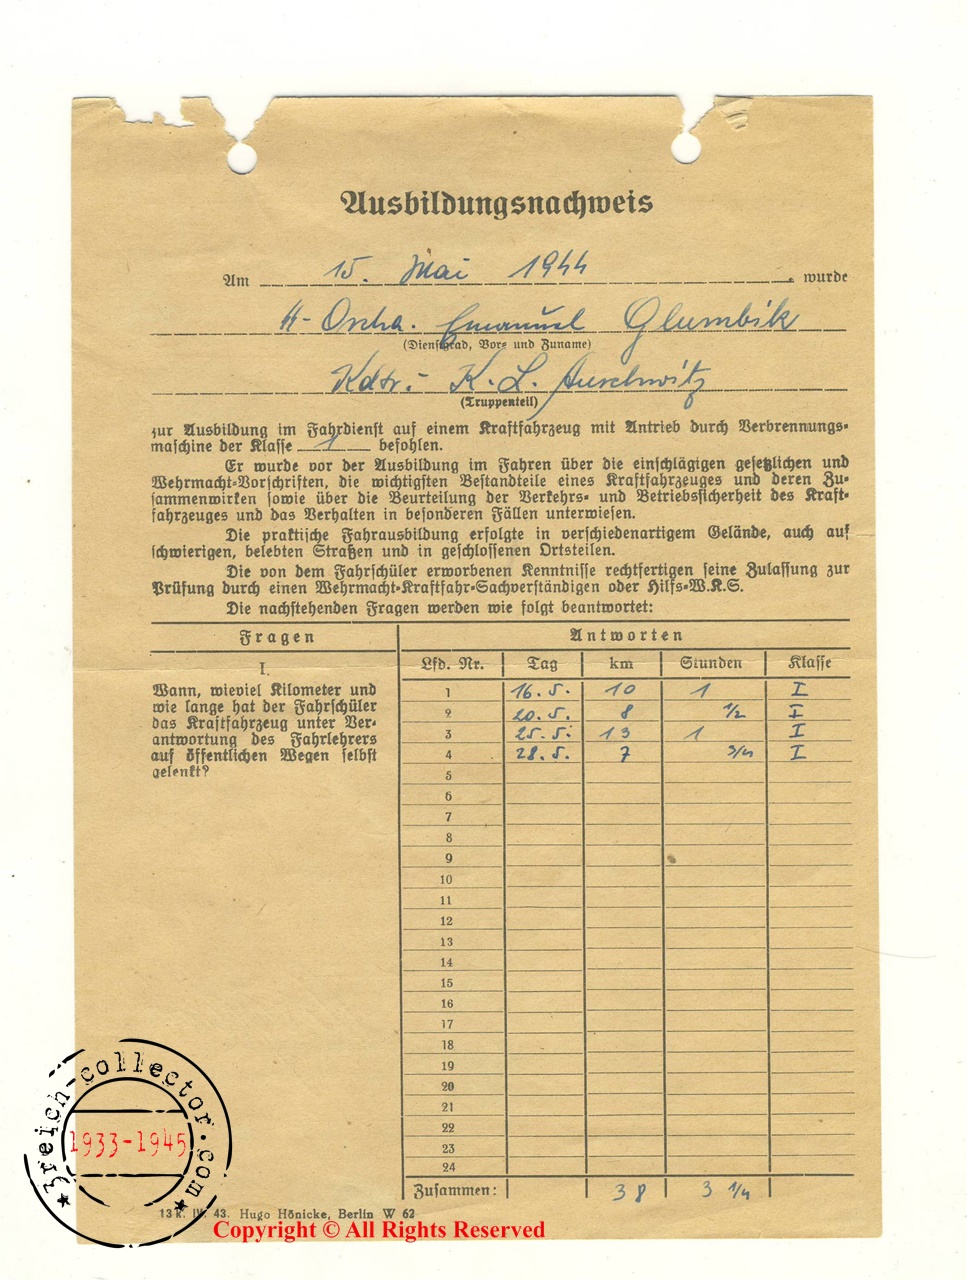 Ausbildungsnachweis
Am 15. Mai 1944. wurde
ᛋᛋ- Oscha. Emanuel Glumbik
(Dienstgrad, Vor- und Zuname)
Kdtr.- K. L. Auschwitz
(Truppenteil)
zur Ausbildung im Fahrdienst auf einem Kraftfahrzeug mit Antrieb durch Verbrennungs-
maschine der Klasse 1 befohlen.
Er wurde vor der Ausbildung im Fahren über die einschlägigen gesetzlichen und
Wehrmacht-Vorschriften, die wichtigsten Bestandteile eines Kraftfahrzeuges und deren Zu-
sammenwirken sowie über die Beurteilung der Verkehrs- und Betriebssicherheit des Kraft-
fahrzeuges und das Verhalten in besonderen Fällen unterwiesen.
Die praktische Fahrausbildung erfolgte in verschiedenartigem Gelände, auch auf
schwierigen, belebten Straßen und in geschlossenen Ortsteilen.
Die von dem Fahrschüler erworbenen Kenntnisse rechtfertigen seine Zulassung zur
Prüfung durch einen Wehrmacht-Kraftfahr-Sachverständigen oder Hilfs-W.K.S.
Die nachstehenden Fragen werden wie folgt beantwortet:
Fragen Antworten
I.
Wann, wieviel Kilometer und
wie lange hat der Fahrschüler
das Kraftfahrzeug unter Ver-
antwortung des Fahrlehrers
auf öffentlichen Wegen selbst
gelenkt?
Lfd. Nr. Tag km Stunden Klasse
1 16. 5. 10 1 I
2 20. 5. 8 1/2 I
3 25. 5. 13 1 I
4 28. 5. 7 3/4 I
5
6
7
8
9
10
11
12
13
14
15
16
17
18
19
20
21
22
23
24
Zusammen: 38 3 1/4
13 k. IV. 43. Hugo Hönicke, Berlin W 62
3reich-collector.com
1933-1945
Copyright © All Rights Reserved